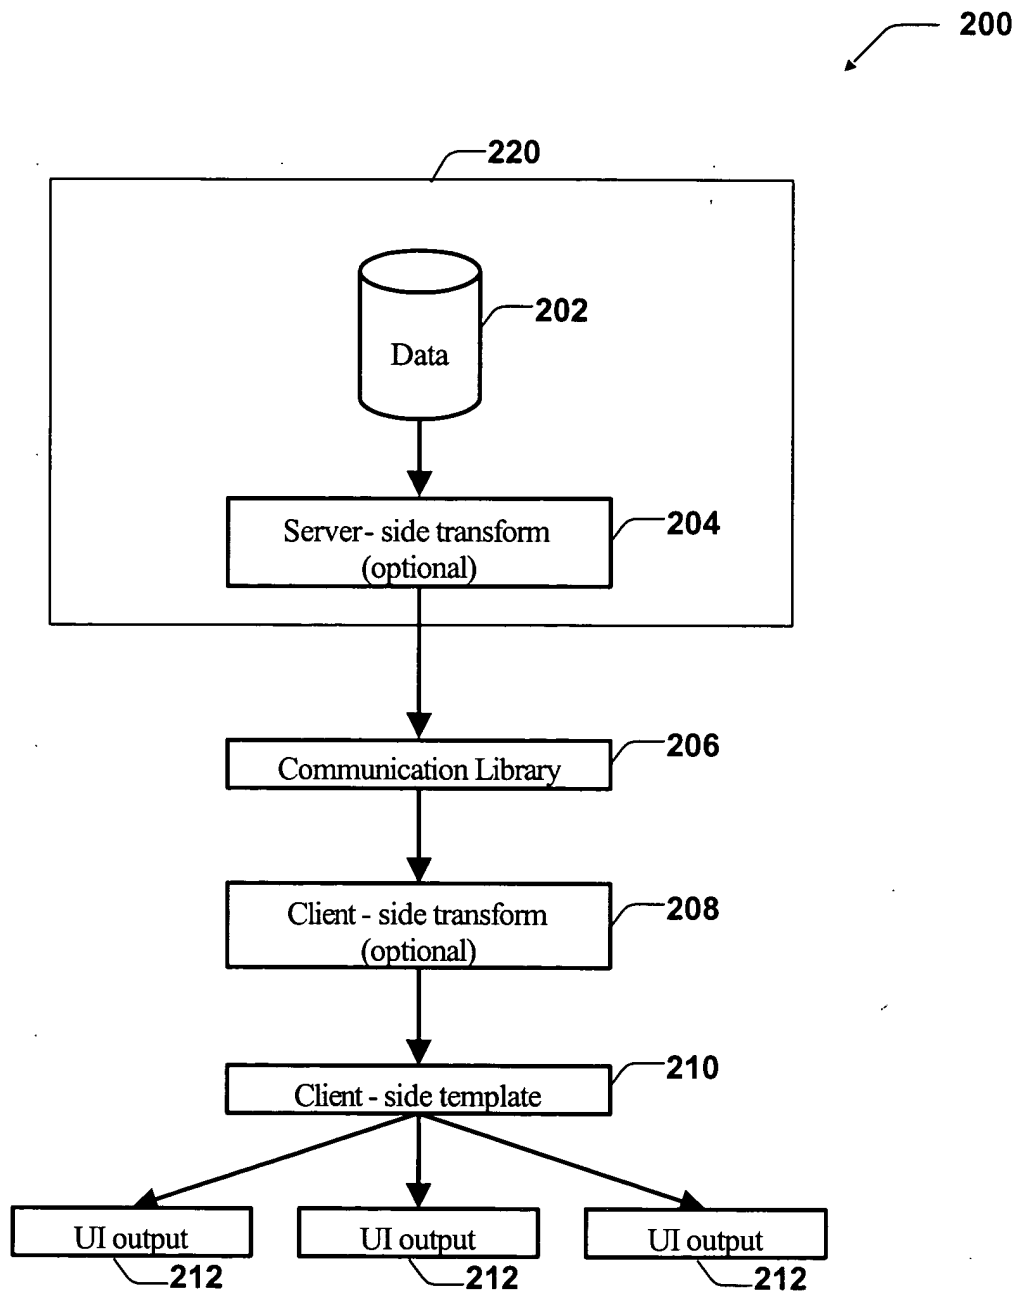 200
220
202
Data
204
Server- side transform
(optional)
206
Communication Library
208
Client - side transform
(optional)
210
Client - side template
UI output
UI output
UI output
212
212
212